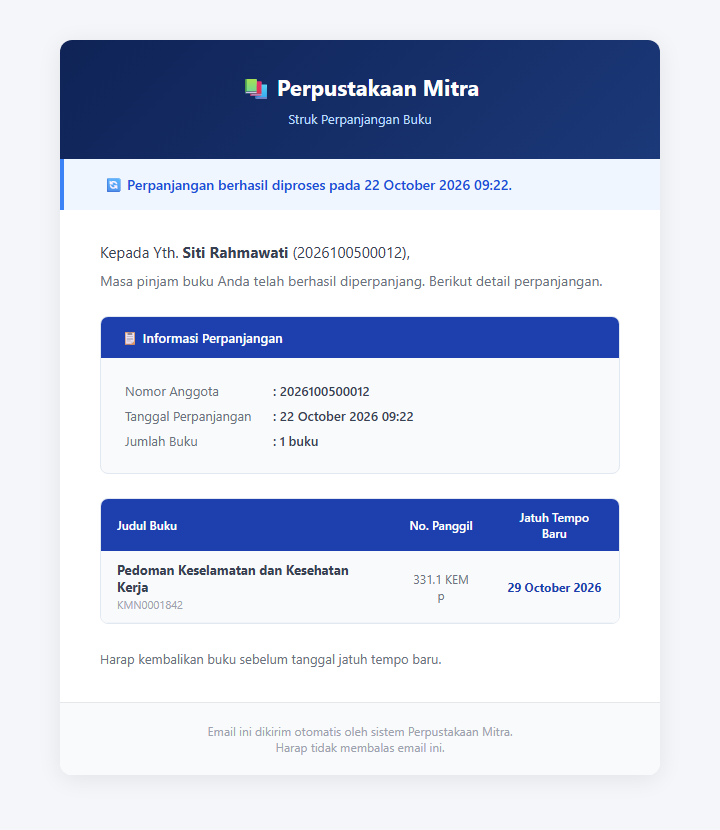 Perpustakaan Mitra
Struk Perpanjangan Buku
Perpanjangan berhasil diproses pada 22 October 2026 09:22.
Kepada Yth. Siti Rahmawati (2026100500012),
Masa pinjam buku Anda telah berhasil diperpanjang. Berikut detail perpanjangan.
Informasi Perpanjangan
Nomor Anggota : 2026100500012
Tanggal Perpanjangan : 22 October 2026 09:22
Jumlah Buku : 1 buku
Judul Buku No. Panggil Jatuh Tempo
Baru
Pedoman Keselamatan dan Kesehatan
Kerja
KMN0001842
331.1 KEM
p
29 October 2026
Harap kembalikan buku sebelum tanggal jatuh tempo baru.
Email ini dikirim otomatis oleh sistem Perpustakaan Mitra.
Harap tidak membalas email ini.